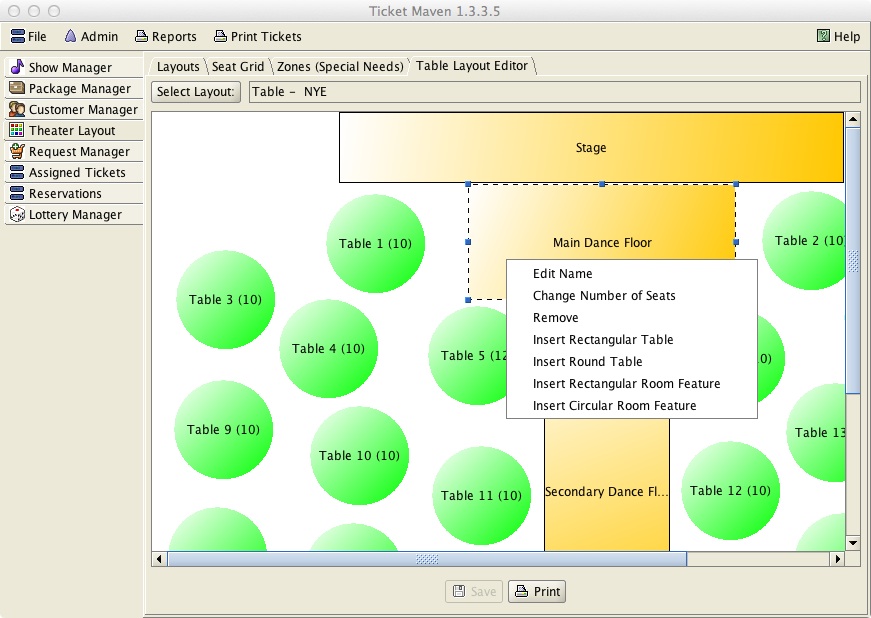 Ticket Maven 1.3.3.5
File Admin Reports Print Tickets Help
Show Manager
Package Manager
Customer Manager
Theater Layout
Request Manager
Assigned Tickets
Reservations
Lottery Manager
Layouts Seat Grid Zones (Special Needs) Table Layout Editor
Select Layout: Table - NYE
Stage
Main Dance Floor
Table 1 (10)
Table 2 (10
Table 3 (10)
Table 4 (10)
Table 5 (12
0)
Edit Name
Change Number of Seats
Remove
Insert Rectangular Table
Insert Round Table
Insert Rectangular Room Feature
Insert Circular Room Feature
Table 9 (10)
Table 10 (10)
Table 11 (10)
Secondary Dance Fl...
Table 12 (10)
Table 13
Save Print